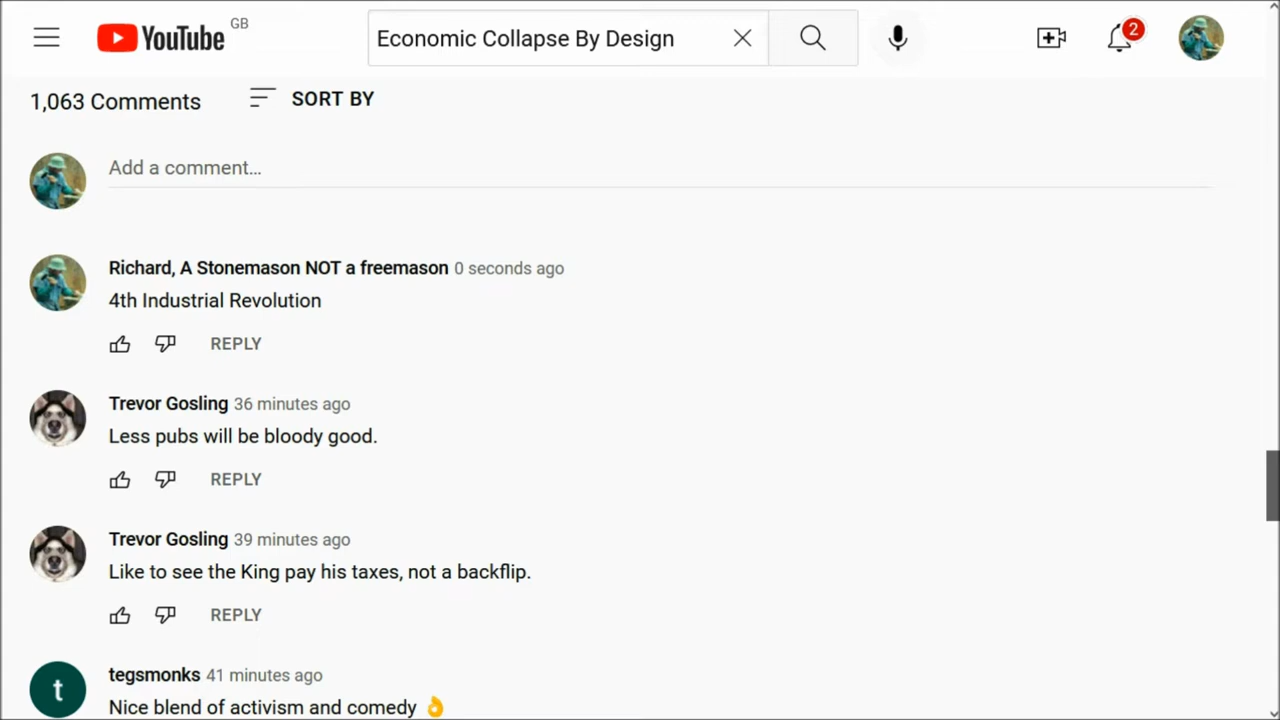 YouTube GB
Economic Collapse By Design
2
1,063 Comments SORT BY
Add a comment...
Richard, A Stonemason NOT a freemason 0 seconds ago
4th Industrial Revolution
REPLY
Trevor Gosling 36 minutes ago
Less pubs will be bloody good.
REPLY
Trevor Gosling 39 minutes ago
Like to see the King pay his taxes, not a backflip.
REPLY
t
tegsmonks 41 minutes ago
Nice blend of activism and comedy 👌